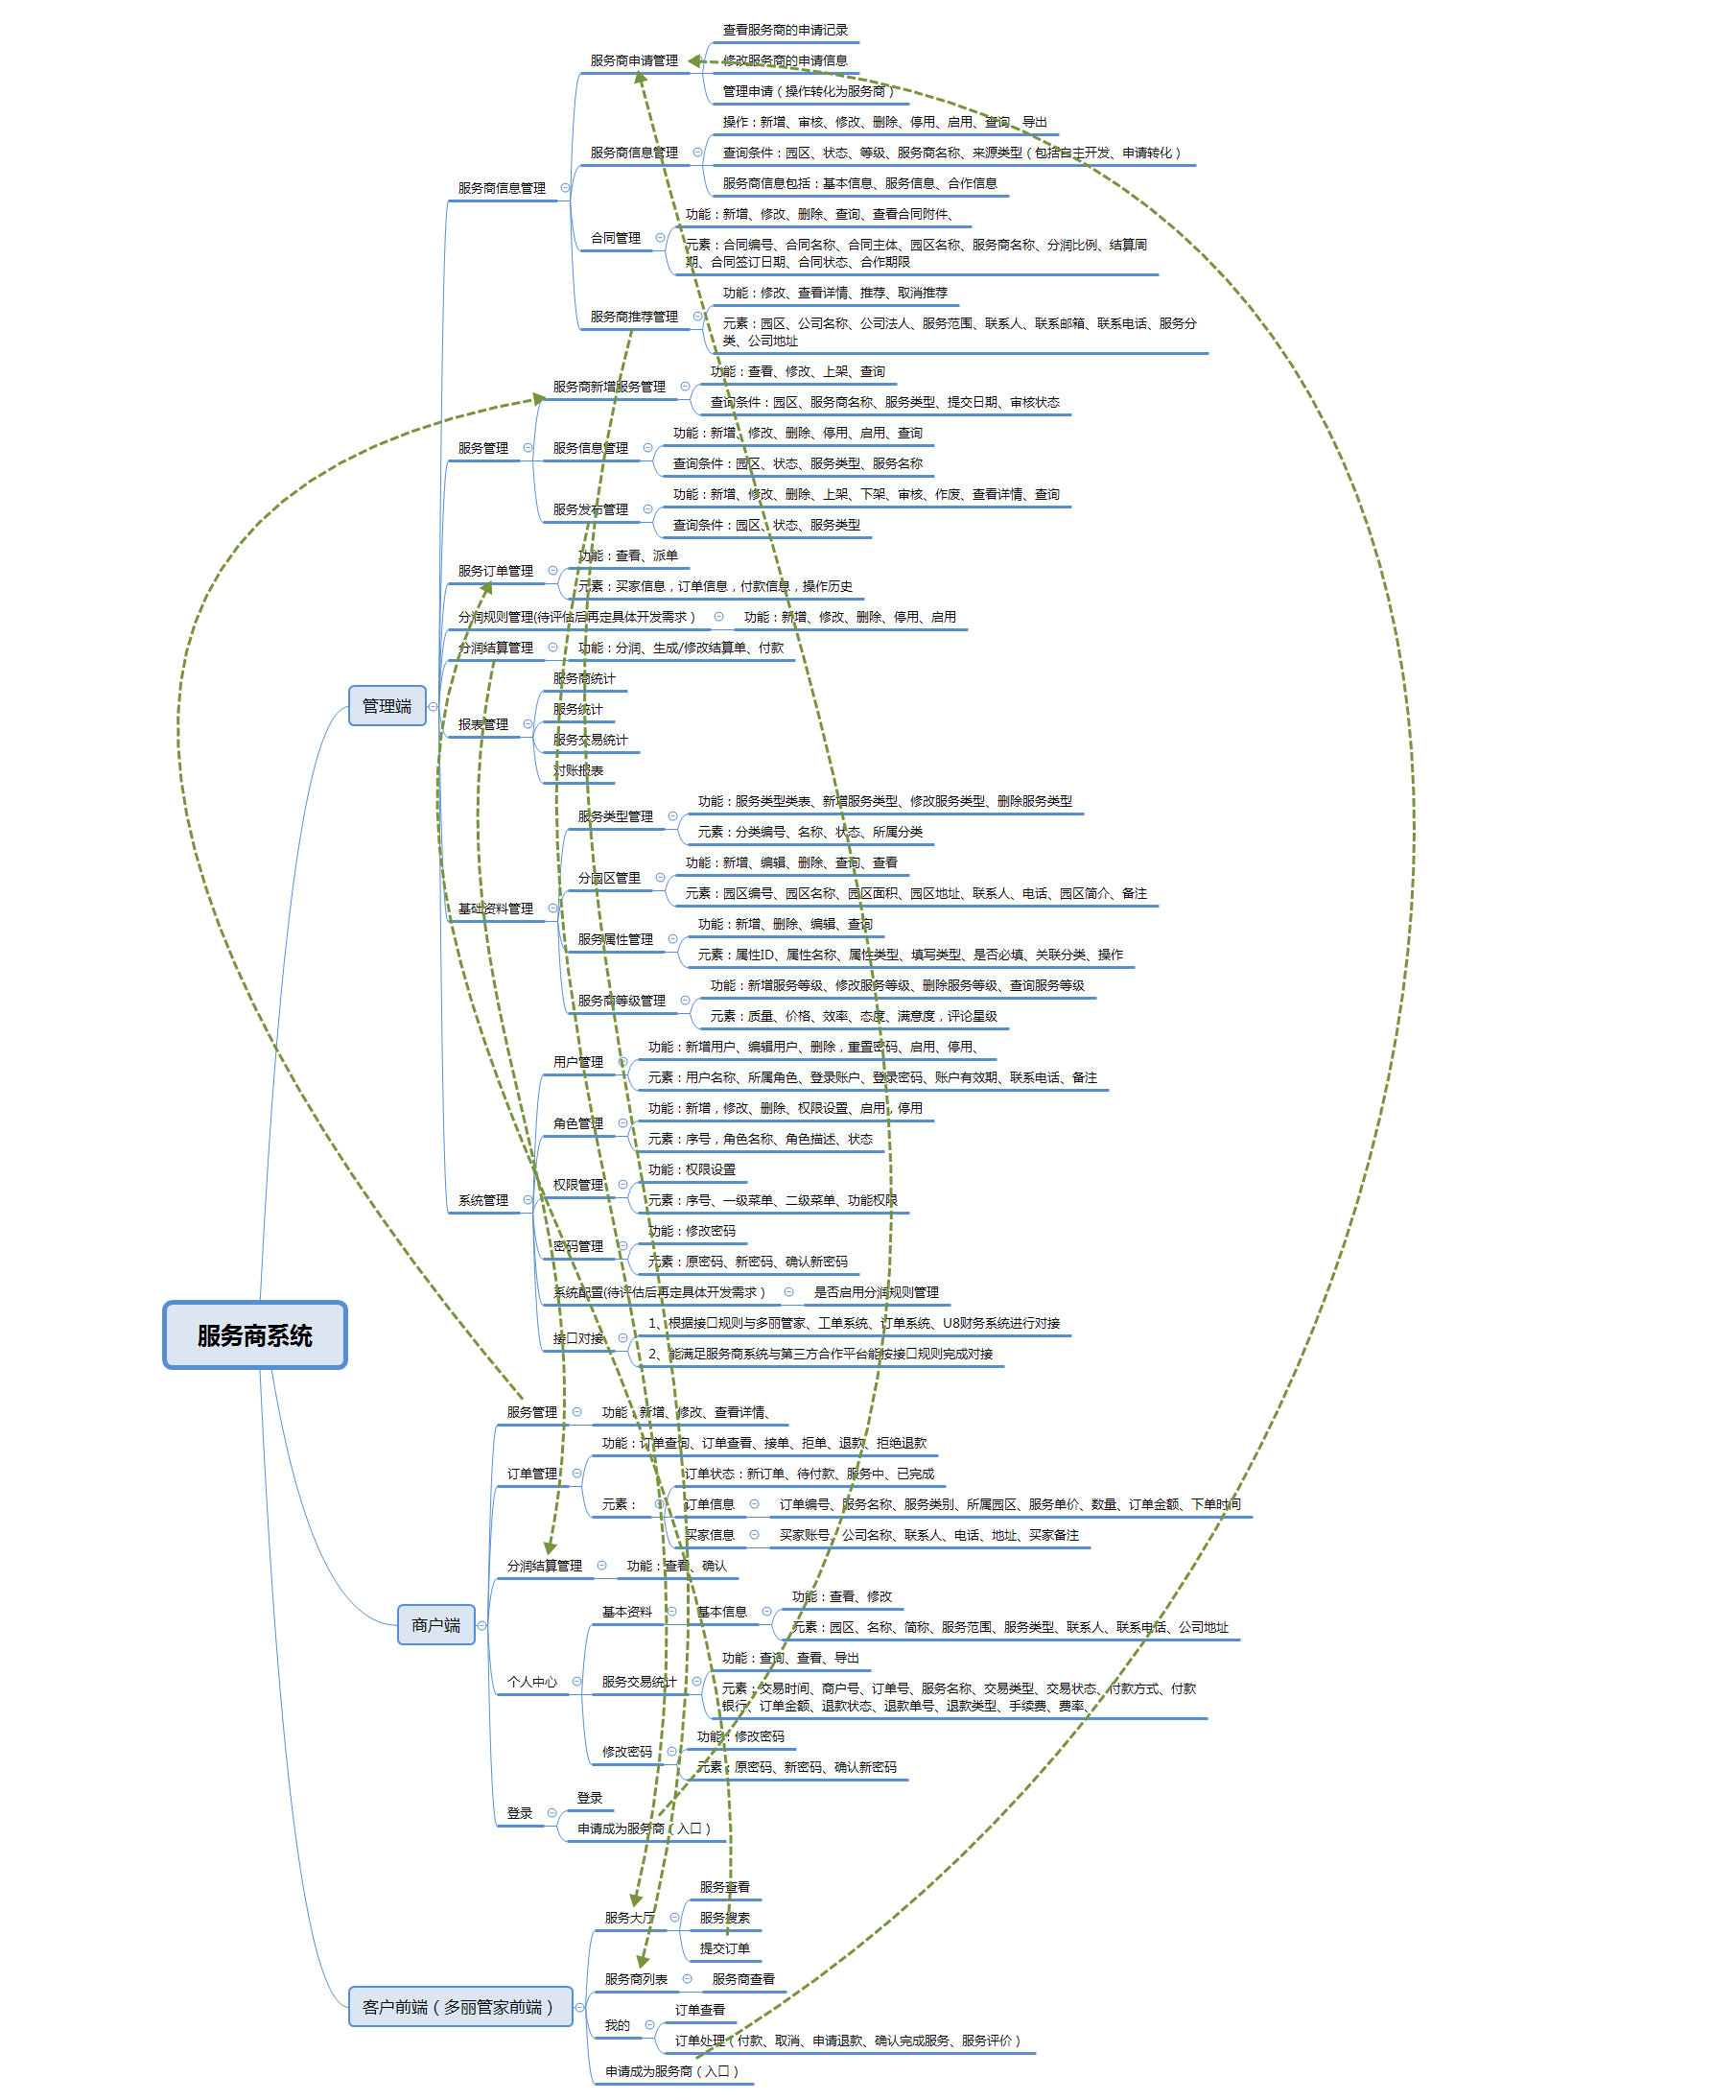 查看服务商的申请记录
服务商申请管理
修改服务商的申请信息
管理申请（操作转化为服务商）
操作：新增、审核、修改、删除、停用、启用、查询、导出
服务商信息管理
查询条件：园区、状态、等级、服务商名称、来源类型（包括自主开发、申请转化）
服务商信息包括：基本信息、服务信息、合作信息
服务商信息管理
功能：新增、修改、删除、查询、查看合同附件、
合同管理
元素：合同编号、合同名称、合同主体、园区名称、服务商名称、分润比例、结算周
期、合同签订日期、合同状态、合作期限
功能：修改、查看详情、推荐、取消推荐
服务商推荐管理
元素：园区、公司名称、公司法人、服务范围、联系人、联系邮箱、联系电话、服务分
类、公司地址
功能：查看、修改、上架、查询
服务商新增服务管理
查询条件：园区、服务商名称、服务类型、提交日期、审核状态
功能：新增、修改、删除、停用、启用、查询
服务管理
服务信息管理
查询条件：园区、状态、服务类型、服务名称
功能：新增、修改、删除、上架、下架、审核、作废、查看详情、查询
服务发布管理
查询条件：园区、状态、服务类型
功能：查看、派单
服务订单管理
元素：买家信息，订单信息，付款信息，操作历史
分润规则管理(待评估后再定具体开发需求）
功能：新增、修改、删除、停用、启用
分润结算管理
功能：分润、生成/修改结算单、付款
服务商统计
管理端
服务统计
报表管理
服务交易统计
对账报表
功能：服务类型类表、新增服务类型、修改服务类型、删除服务类型
服务类型管理
元素：分类编号、名称、状态、所属分类
功能：新增、编辑、删除、查询、查看
分园区管里
元素：园区编号、园区名称、园区面积、园区地址、联系人、电话、园区简介、备注
基础资料管理
功能：新增、删除、编辑、查询
服务属性管理
元素：属性ID、属性名称、属性类型、填写类型、是否必填、关联分类、操作
功能：新增服务等级、修改服务等级、删除服务等级、查询服务等级
服务商等级管理
元素：质量、价格、效率、态度、满意度，评论星级
功能：新增用户、编辑用户、删除，重置密码、启用、停用、
用户管理
元素：用户名称、所属角色、登录账户、登录密码、账户有效期、联系电话、备注
功能：新增，修改、删除、权限设置、启用，停用
角色管理
元素：序号，角色名称、角色描述、状态
功能：权限设置
权限管理
系统管理
元素：序号、一级菜单、二级菜单、功能权限
功能：修改密码
密码管理
元素：原密码、新密码、确认新密码
系统配置(待评估后再定具体开发需求）
是否启用分润规则管理
1、根据接口规则与多丽管家、工单系统、订单系统、U8财务系统进行对接
接口对接
2、能满足服务商系统与第三方合作平台能按接口规则完成对接
服务商系统
服务管理
功能：新增、修改、查看详情、
功能：订单查询、订单查看、接单、拒单、退款、拒绝退款
订单管理
订单状态：新订单、待付款、服务中、已完成
元素：
订单信息
订单编号、服务名称、服务类别、所属园区、服务单价、数量、订单金额、下单时间
买家信息
买家账号、公司名称、联系人、电话、地址、买家备注
分润结算管理
功能：查看、确认
商户端
功能：查看、修改
基本资料
基本信息
元素：园区、名称、简称、服务范围、服务类型、联系人、联系电话、公司地址
功能：查询、查看、导出
个人中心
服务交易统计
元素：交易时间、商户号、订单号、服务名称、交易类型、交易状态、付款方式、付款
银行、订单金额、退款状态、退款单号、退款类型、手续费、费率、
功能：修改密码
修改密码
元素：原密码、新密码、确认新密码
登录
登录
申请成为服务商（入口）
服务查看
服务大厅
服务搜索
提交订单
服务商列表
服务商查看
客户前端（多丽管家前端）
订单查看
我的
订单处理（付款、取消、申请退款、确认完成服务、服务评价）
申请成为服务商（入口）